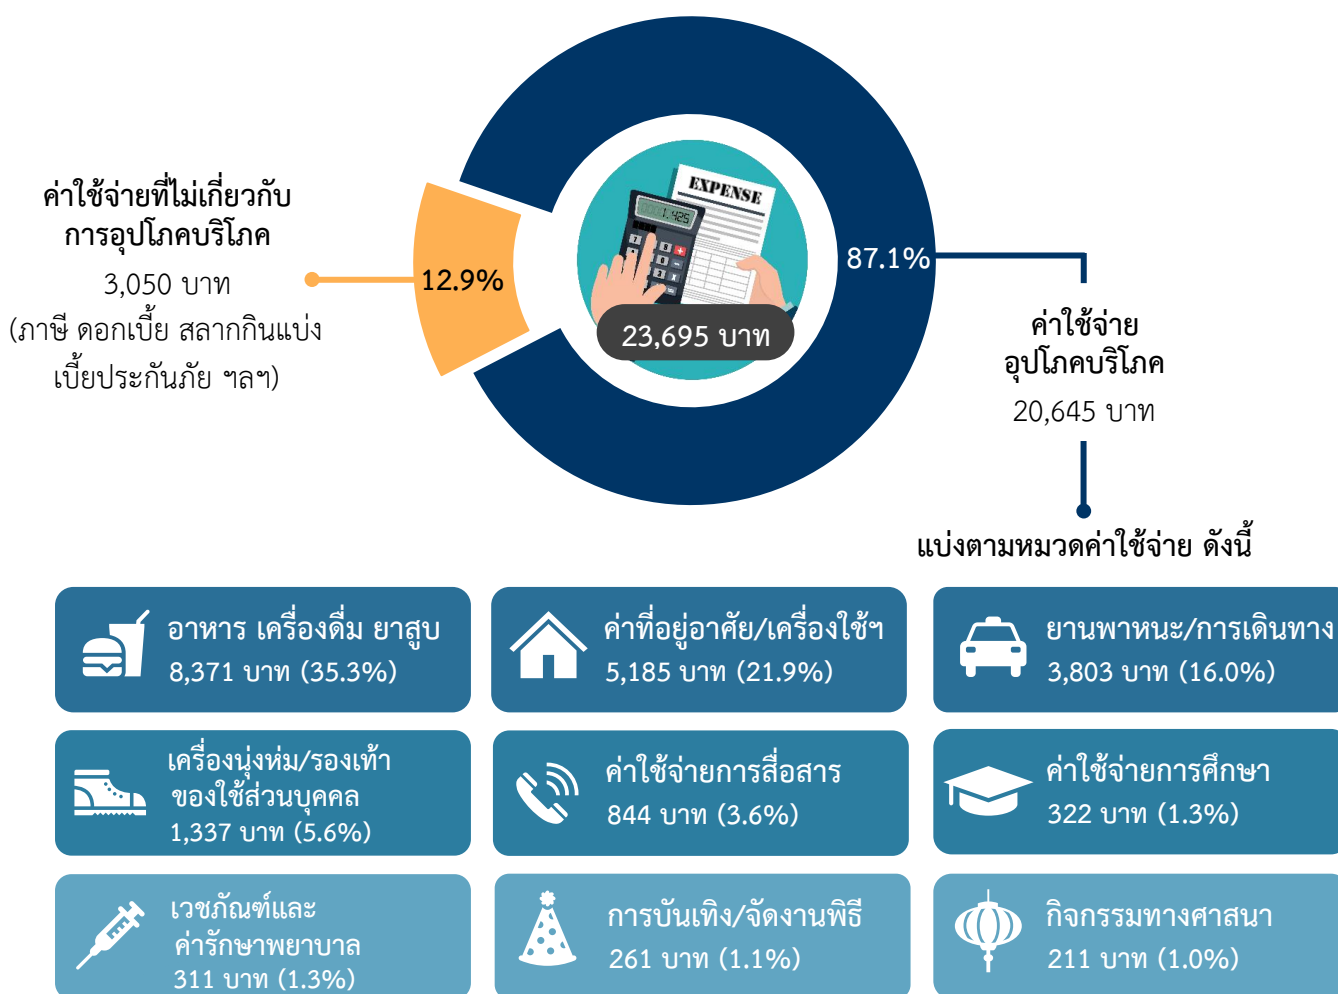 ค่าใช้จ่ายที่ไม่เกี่ยวกับ
การอุปโภคบริโภค
3,050 บาท
(ภาษี ดอกเบี้ย สลากกินแบ่ง
เบี้ยประกันภัย ฯลฯ)
12.9%
EXPENSE
23,695 บาท
87.1%
ค่าใช้จ่าย
อุปโภคบริโภค
20,645 บาท
แบ่งตามหมวดค่าใช้จ่าย ดังนี้
อาหาร เครื่องดื่ม ยาสูบ
8,371 บาท (35.3%)
ค่าที่อยู่อาศัย/เครื่องใช้ฯ
5,185 บาท (21.9%)
ยานพาหนะ/การเดินทาง
3,803 บาท (16.0%)
เครื่องนุ่งห่ม/รองเท้า
ของใช้ส่วนบุคคล
1,337 บาท (5.6%)
ค่าใช้จ่ายการสื่อสาร
844 บาท (3.6%)
ค่าใช้จ่ายการศึกษา
322 บาท (1.3%)
เวชภัณฑ์และ
ค่ารักษาพยาบาล
311 บาท (1.3%)
การบันเทิง/จัดงานพิธี
261 บาท (1.1%)
กิจกรรมทางศาสนา
211 บาท (1.0%)